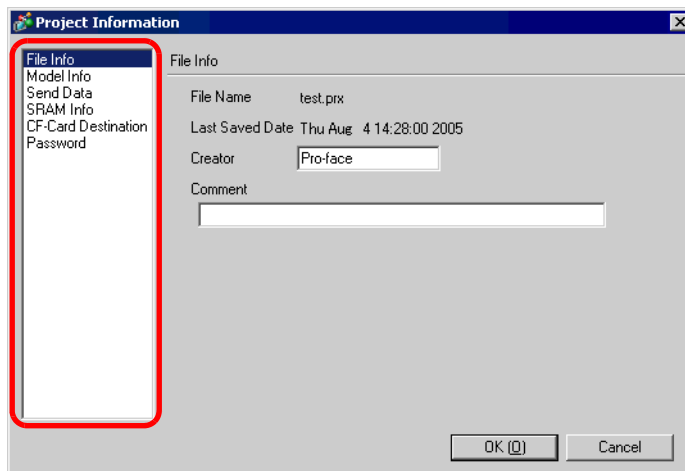 Project Information
File Info
Model Info
Send Data
SRAM Info
CF-Card Destination
Password
File Info
File Name test.prx
Last Saved Date Thu Aug 4 14:28:00 2005
Creator Pro-face
Comment
OK (O) Cancel